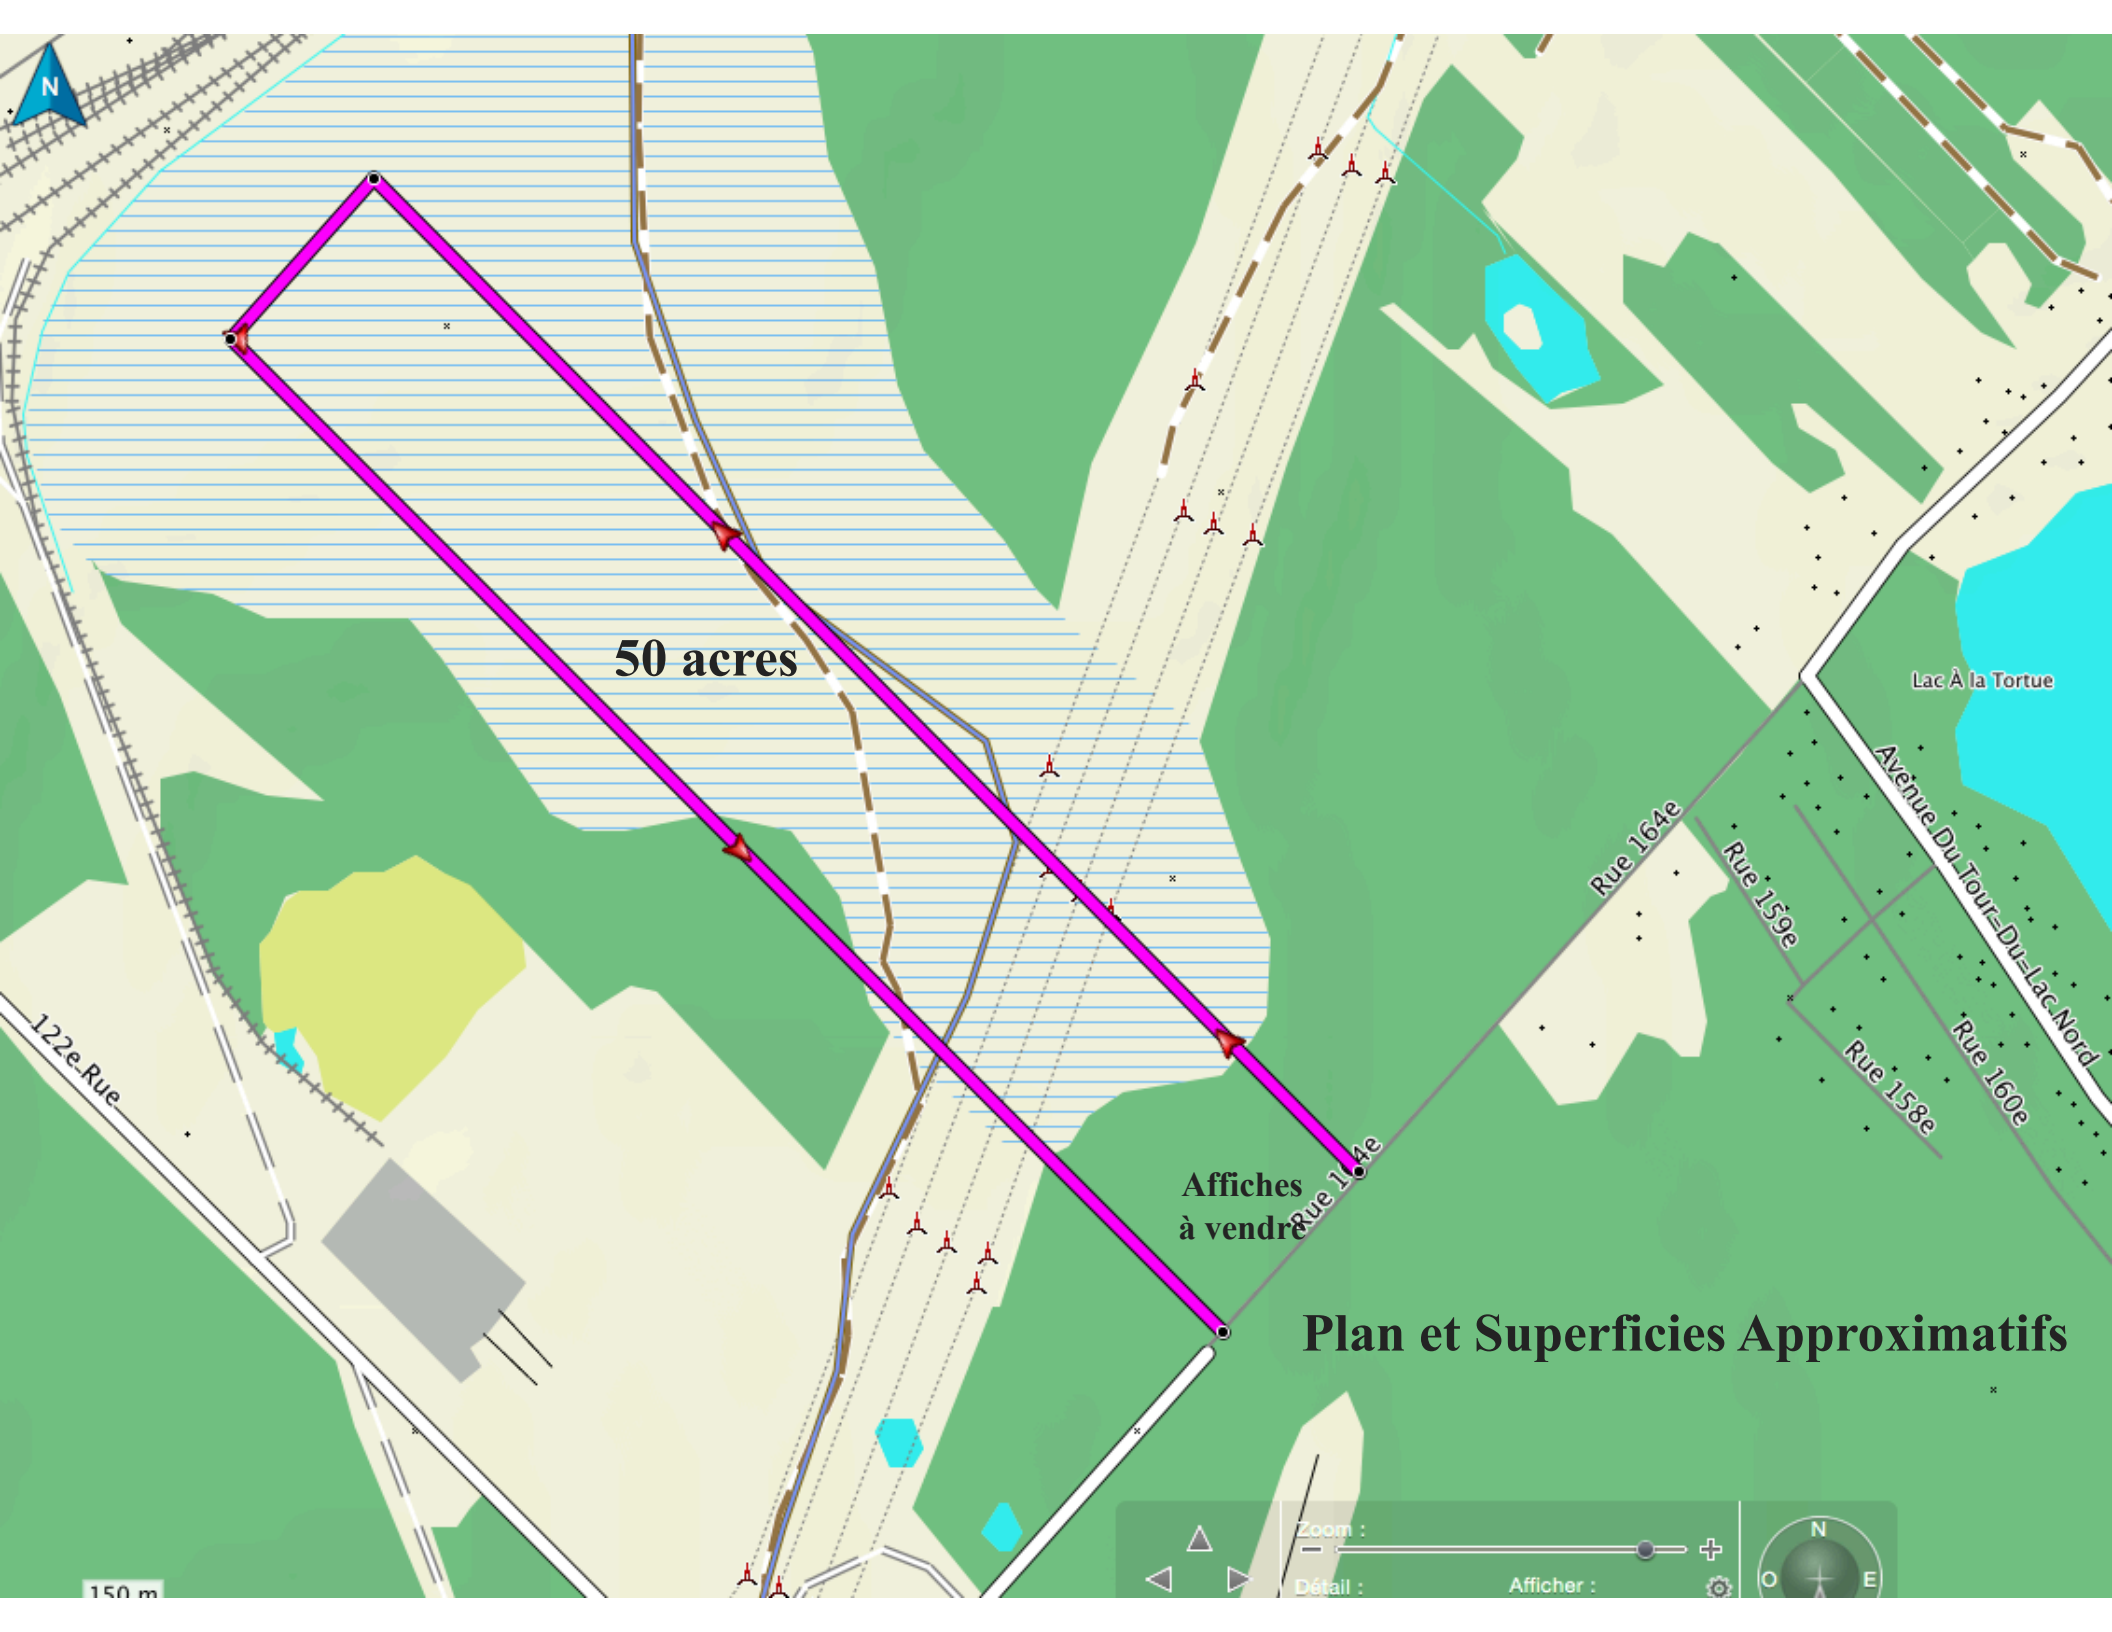 N
50 acres
Lac À la Tortue
Avenue Du Tour-Du-Lac Nord
Rue 164e
Rue 159e
122e Rue
Rue 160e
Rue 158e
Affiches
à vendre
Rue 164e
Plan et Superficies Approximatifs
Zoom :
N
O
E
Détail :
Afficher :
150 m